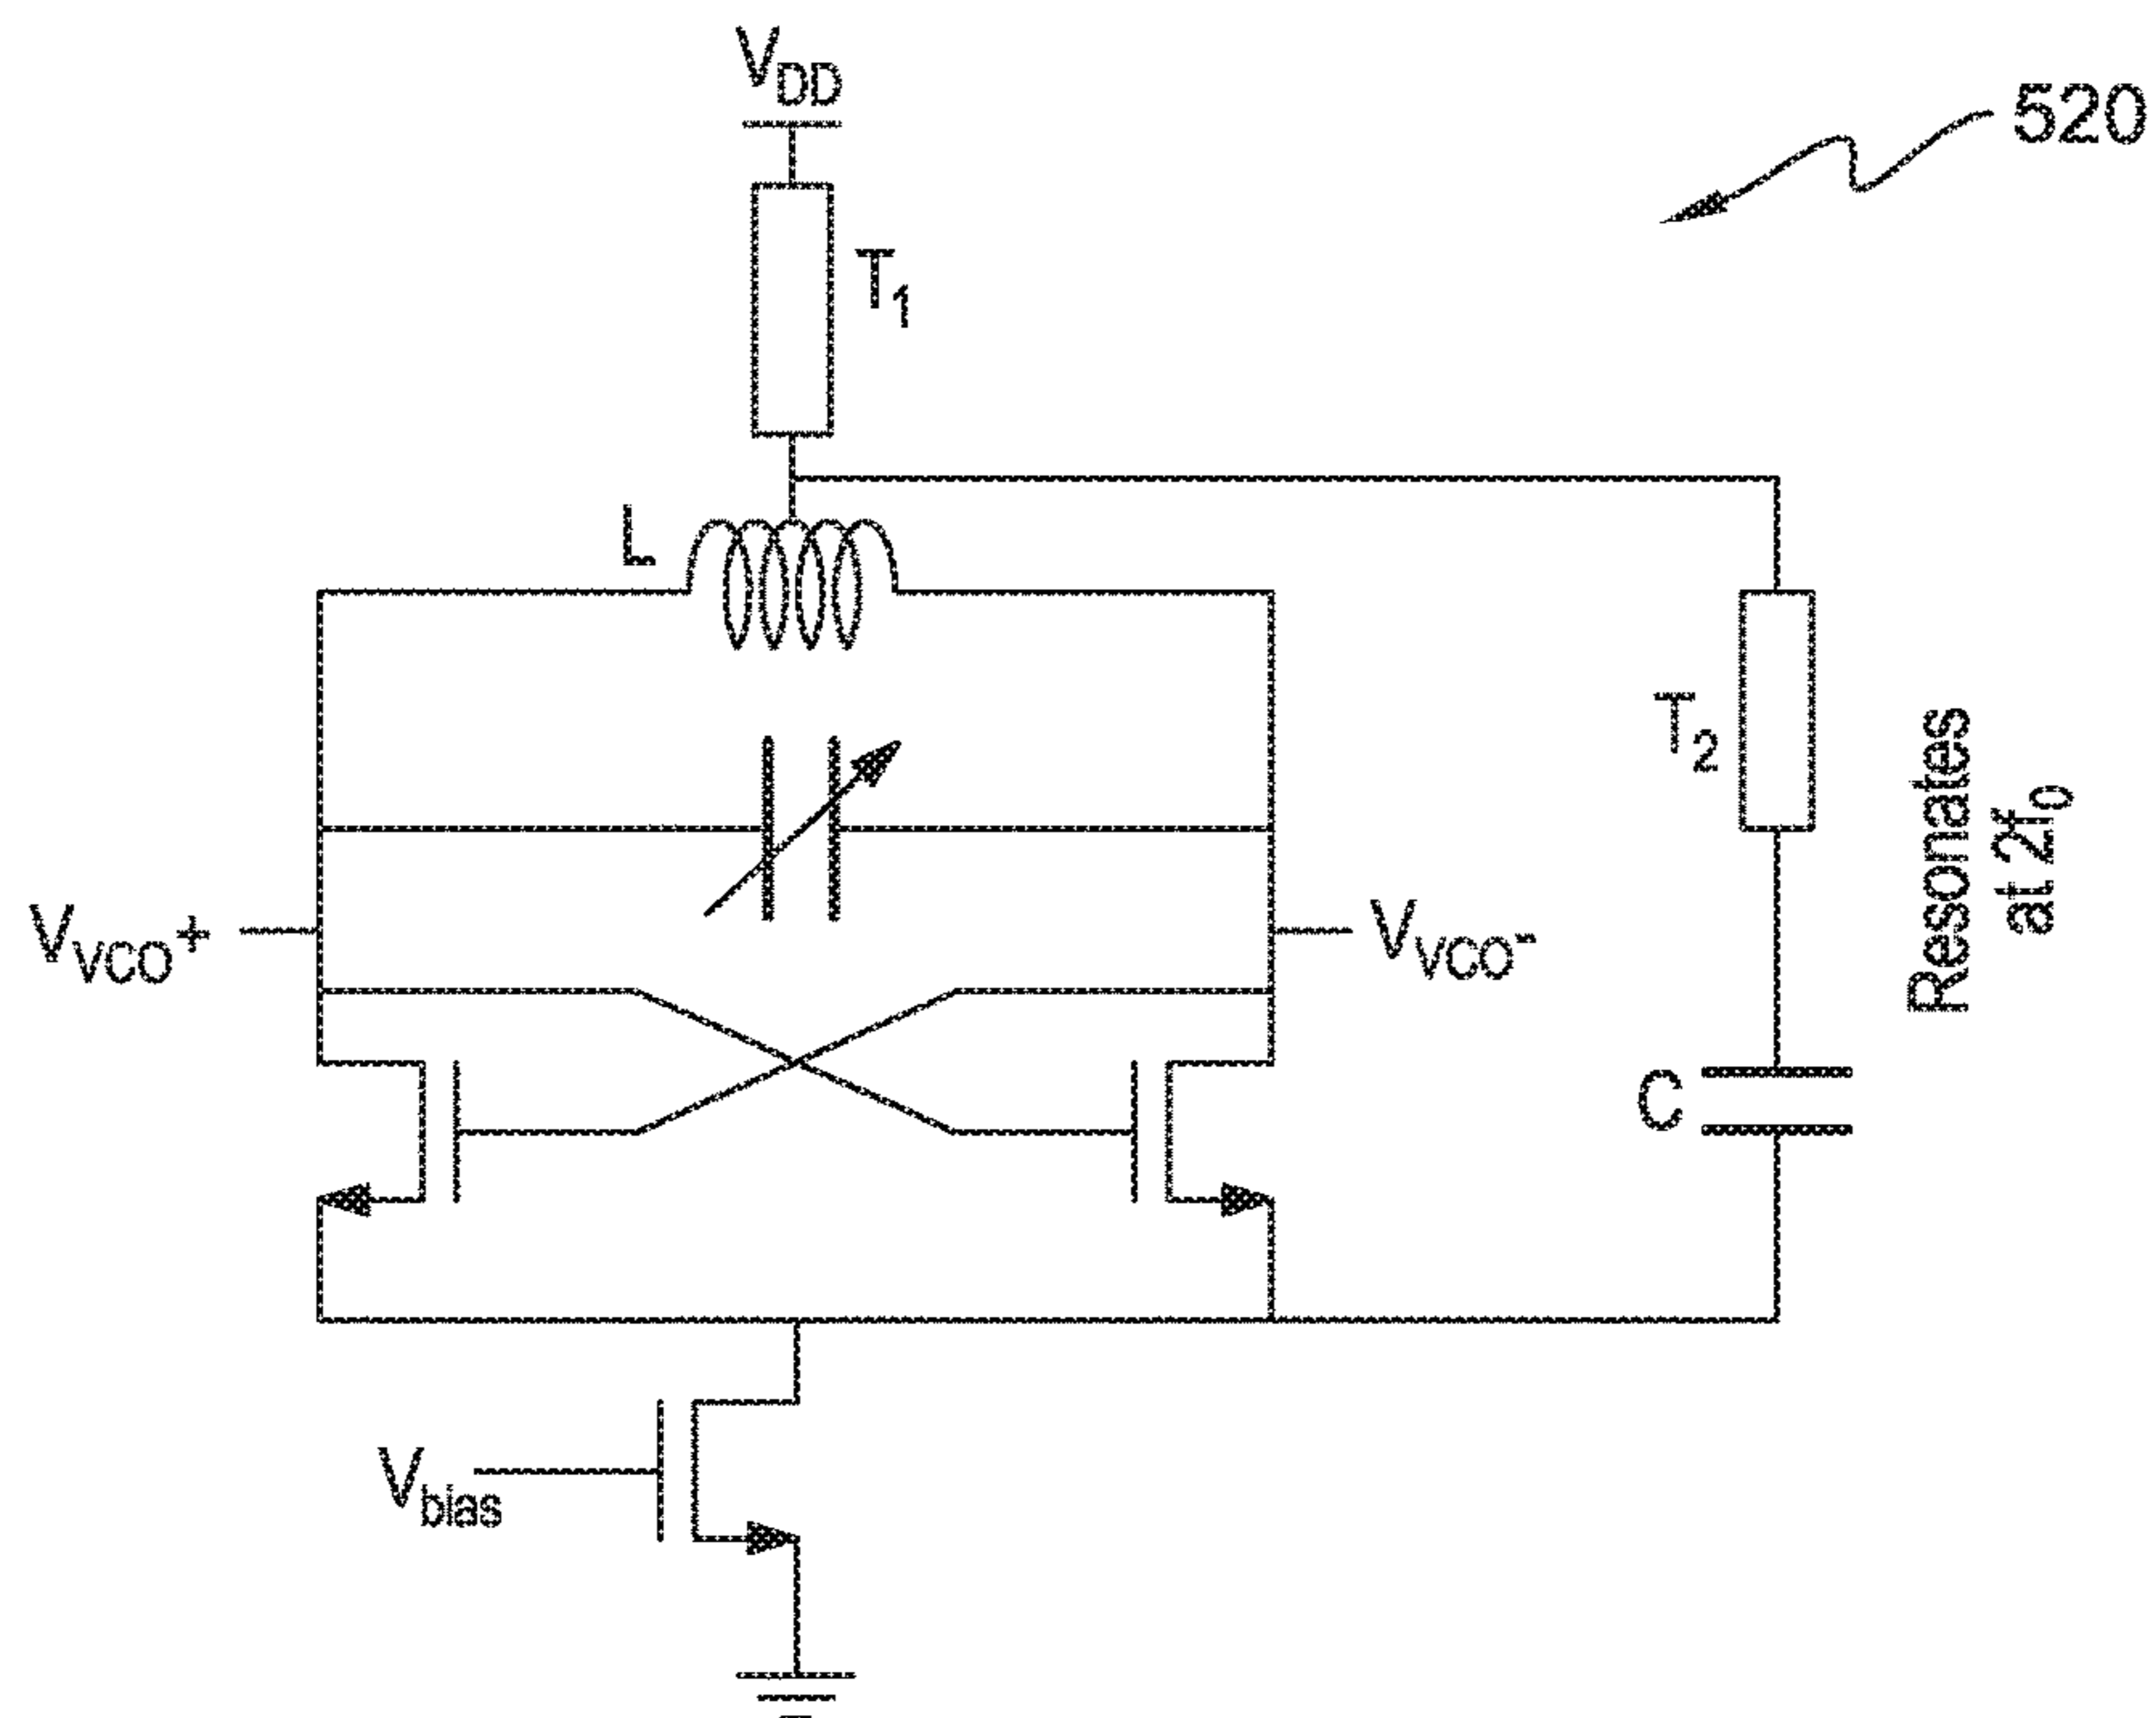 V_DD
520
T_1
L
T_2
Resonates
at 2f_0
V_VCO+
V_VCO-
C
V_bias